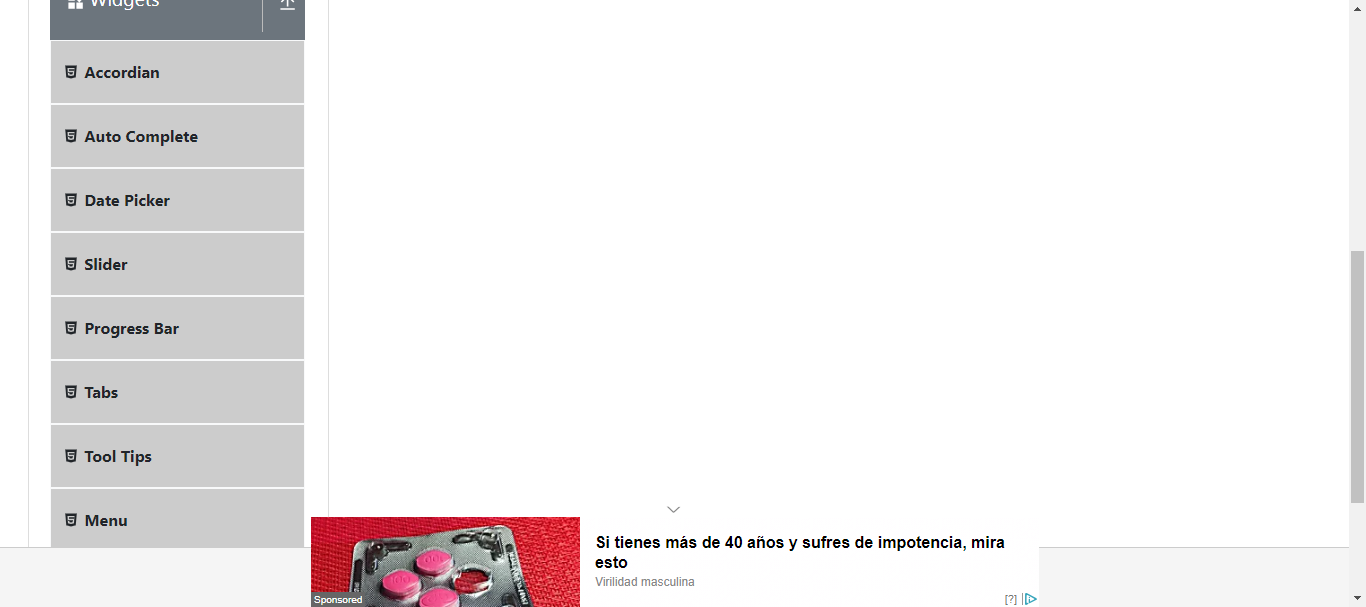 Widgets
Accordian
Auto Complete
Date Picker
Slider
Progress Bar
Tabs
Tool Tips
Menu
Si tienes más de 40 años y sufres de impotencia, mira
esto
Virilidad masculina
Sponsored
[?]